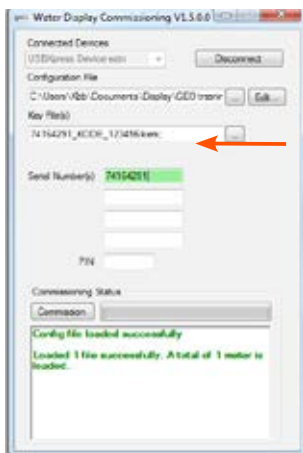 Water Display Commissioning V1.5.0.0
Connected Devices
Disconnect
Configuration File
... Edit...
Key File(s)
...
Serial Number(s) 74164291
PIN
Commissioning Status
Commission
Config file loaded successfully
Loaded 1 file successfully. A total of 1 meter is
loaded.